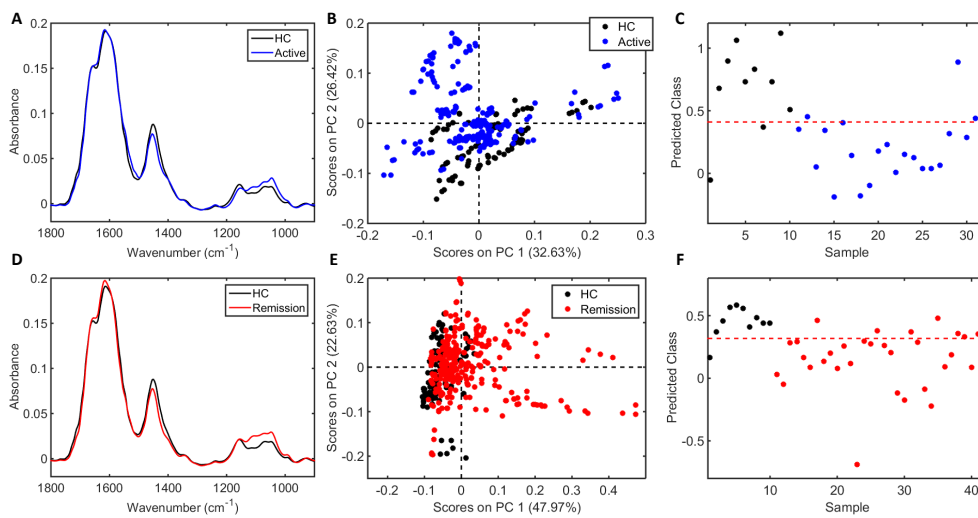 A
B
C
0.2
0.15
0.1
0.05
0
1800
1600
1400
1200
1000
Absorbance
Wavenumber (cm-1)
HC
Active
0.2
0.1
0
-0.1
-0.2
-0.2
-0.1
0
0.1
0.2
0.3
Scores on PC 2 (26.42%)
Scores on PC 1 (32.63%)
HC
Active
1
0.5
0
5
10
15
20
25
30
Predicted Class
Sample
D
E
F
0.2
0.15
0.1
0.05
0
1800
1600
1400
1200
1000
Absorbance
Wavenumber (cm-1)
HC
Remission
0.2
0.1
0
-0.1
-0.2
-0.2
-0.1
0
0.1
0.2
0.3
0.4
Scores on PC 2 (22.63%)
Scores on PC 1 (47.97%)
HC
Remission
0.5
0
-0.5
10
20
30
40
Predicted Class
Sample